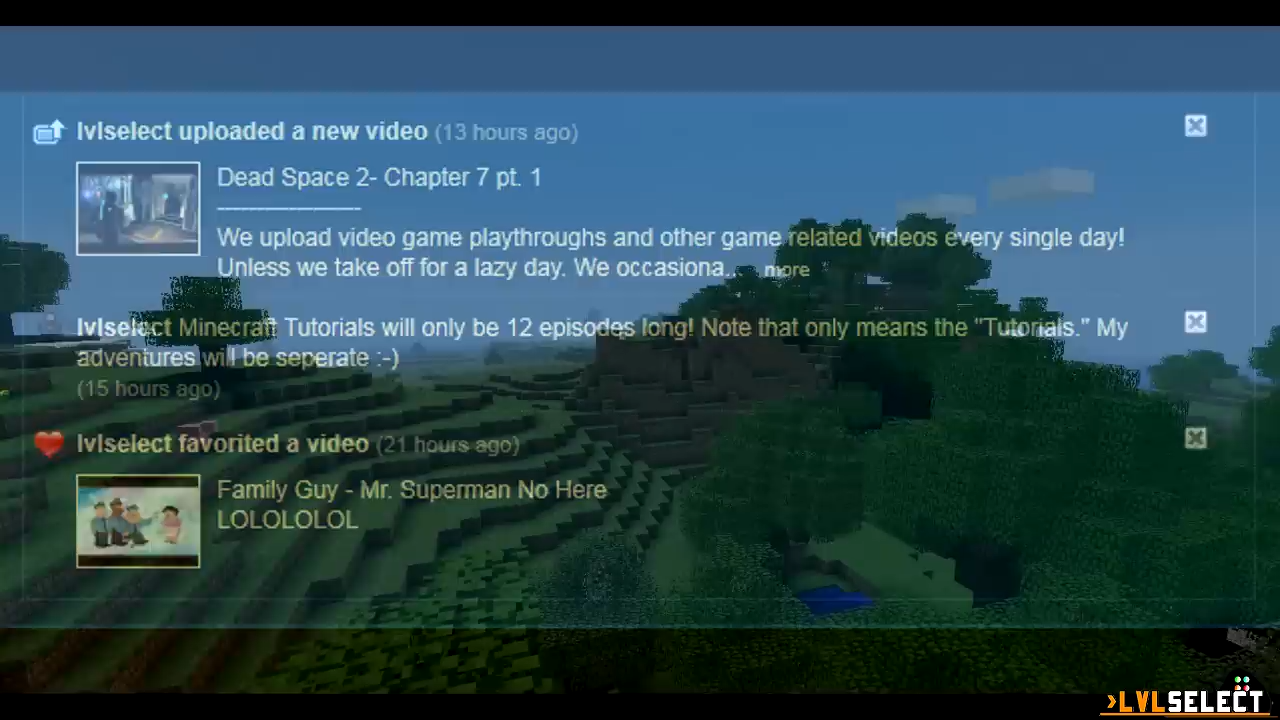 lvlselect uploaded a new video (13 hours ago)
Dead Space 2- Chapter 7 pt. 1
------------------------
We upload video game playthroughs and other game related videos every single day!
Unless we take off for a lazy day. We occasiona... more
lvlselect Minecraft Tutorials will only be 12 episodes long! Note that only means the "Tutorials." My
adventures will be seperate :-)
(15 hours ago)
lvlselect favorited a video (21 hours ago)
Family Guy - Mr. Superman No Here
LOLOLOLOL
›LVLSELECT